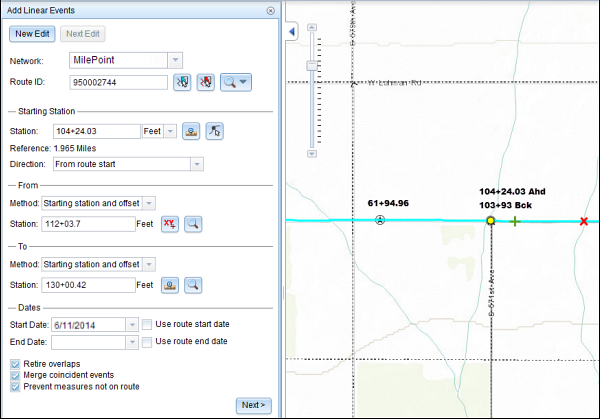 Add Linear Events
New Edit Next Edit
Network: MilePoint
Route ID: 950002744
Starting Station
Station: 104+24.03 Feet
Reference: 1.965 Miles
Direction: From route start
From
Method: Starting station and offset
Station: 112+03.7 Feet
To
Method: Starting station and offset
Station: 130+00.42 Feet
Dates
Start Date: 6/11/2014 Use route start date
End Date: Use route end date
Retire overlaps
Merge coincident events
Prevent measures not on route
Next >
W Lehman Rd
61+94.96
104+24.03 Ahd
103+93 Bck
S 571st Ave